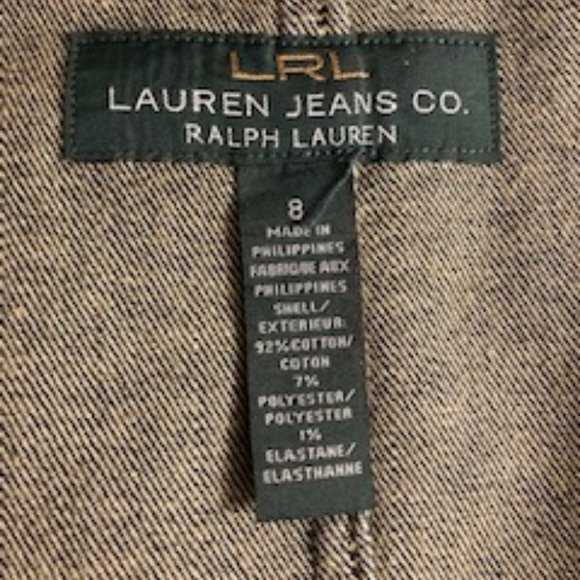 LRL
LAUREN JEANS CO.
RALPH LAUREN
8
MADE IN
PHILIPPINES
FABRIQUE AUX
PHILIPPINES
SHELL/
EXTERIEUR:
92% COTTON/
COTON
7%
POLYESTER/
POLYESTER
1%
ELASTANE/
ELASTHANNE